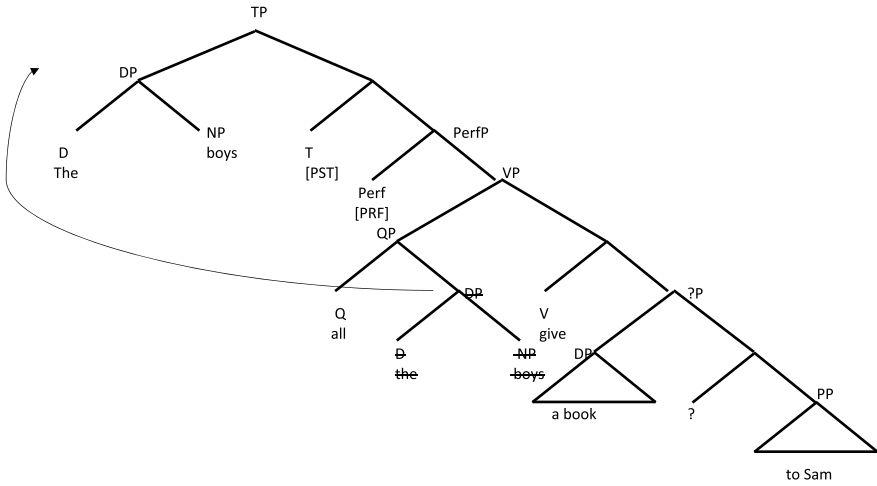 TP
DP
D
The
NP
boys
T
[PST]
PerfP
Perf
[PRF]
VP
QP
Q
all
DP
D
the
NP
boys
V
give
?P
DP
a book
?
PP
to Sam